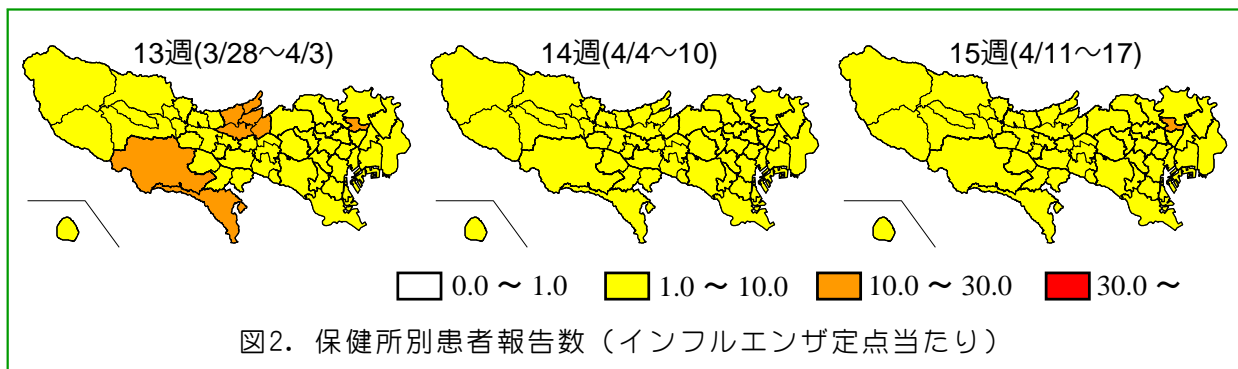 13週(3/28～4/3)
14週(4/4～10)
15週(4/11～17)
0.0 ～ 1.0
1.0 ～ 10.0
10.0 ～ 30.0
30.0 ～
図2．保健所別患者報告数（インフルエンザ定点当たり）